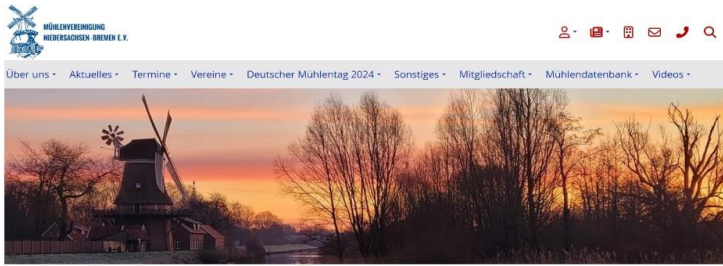 MÜHLENVEREINIGUNG
NIEDERSACHSEN-BREMEN E.V.
Über uns Aktuelles Termine Vereine Deutscher Mühlentag 2024 Sonstiges Mitgliedschaft Mühlendatenbank Videos